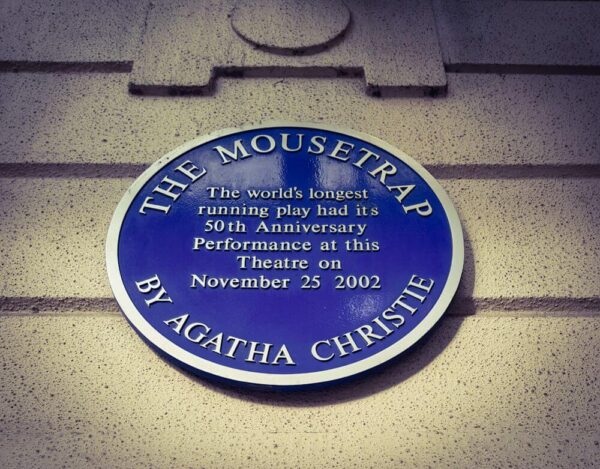 THE MOUSETRAP
The world's longest
running play had its
50th Anniversary
Performance at this
Theatre on
November 25 2002
BY AGATHA CHRISTIE